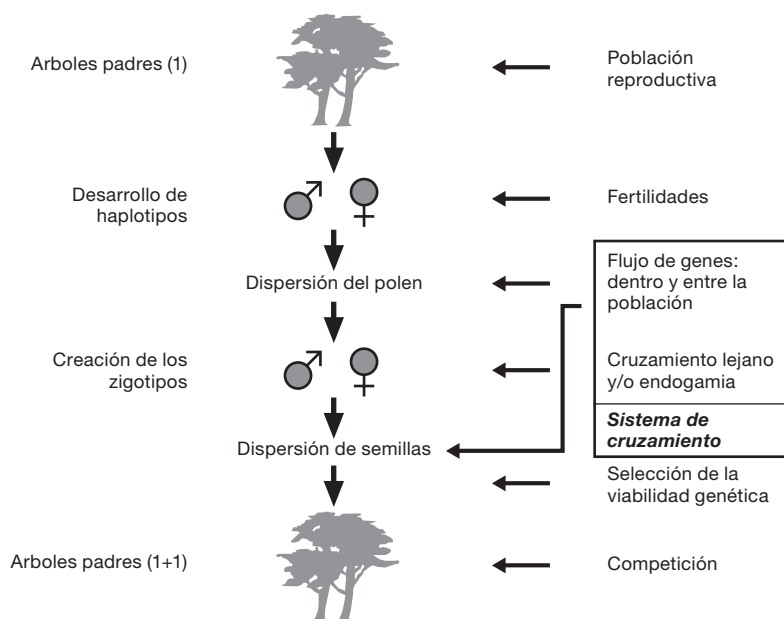 Arboles padres (1)
Población
reproductiva
Desarrollo de
haplotipos
Fertilidades
Dispersión del polen
Flujo de genes:
dentro y entre la
población
Creación de los
zigotipos
Cruzamiento lejano
y/o endogamia
Sistema de
cruzamiento
Dispersión de semillas
Selección de la
viabilidad genética
Arboles padres (1+1)
Competición